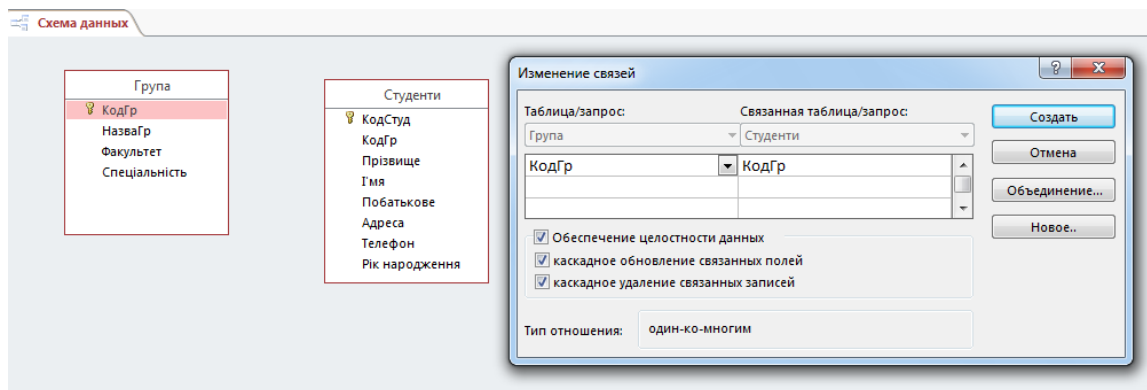 Схема данных
Група
КодГр
НазваГр
Факультет
Спеціальність
Студенти
КодСтуд
КодГр
Прізвище
І'мя
Побатькове
Адреса
Телефон
Рік народження
Изменение связей
?
Таблица/запрос: Связанная таблица/запрос:
Група Студенти
КодГр КодГр
Обеспечение целостности данных
каскадное обновление связанных полей
каскадное удаление связанных записей
Тип отношения: один-ко-многим
Создать
Отмена
Объединение...
Новое..